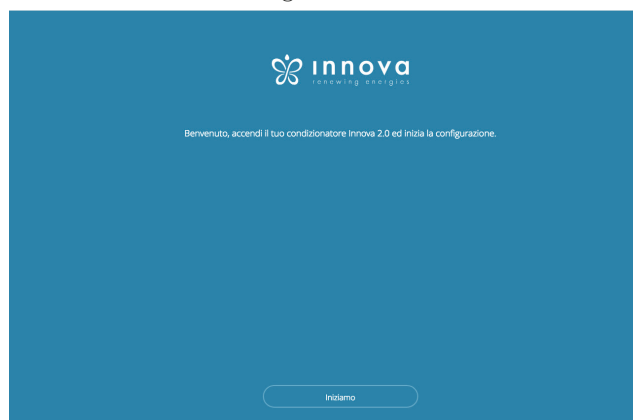 innova
renewing energies
Benvenuto, accendi il tuo condizionatore Innova 2.0 ed inizia la configurazione.
Iniziamo